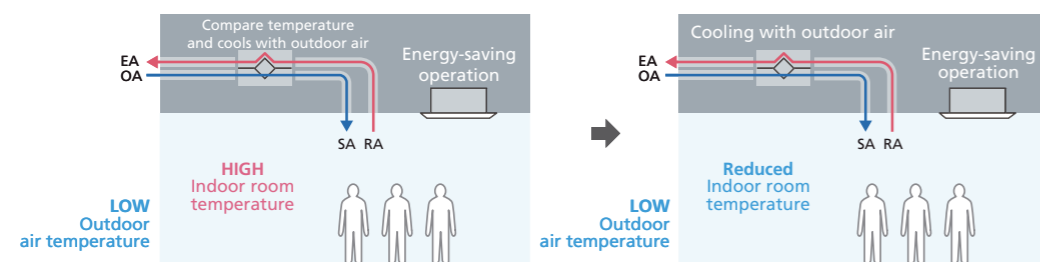 Compare temperature
and cools with outdoor air
EA
OA
Energy-saving
operation
SA RA
HIGH
Indoor room
temperature
LOW
Outdoor
air temperature
Cooling with outdoor air
EA
OA
Energy-saving
operation
SA RA
Reduced
Indoor room
temperature
LOW
Outdoor
air temperature